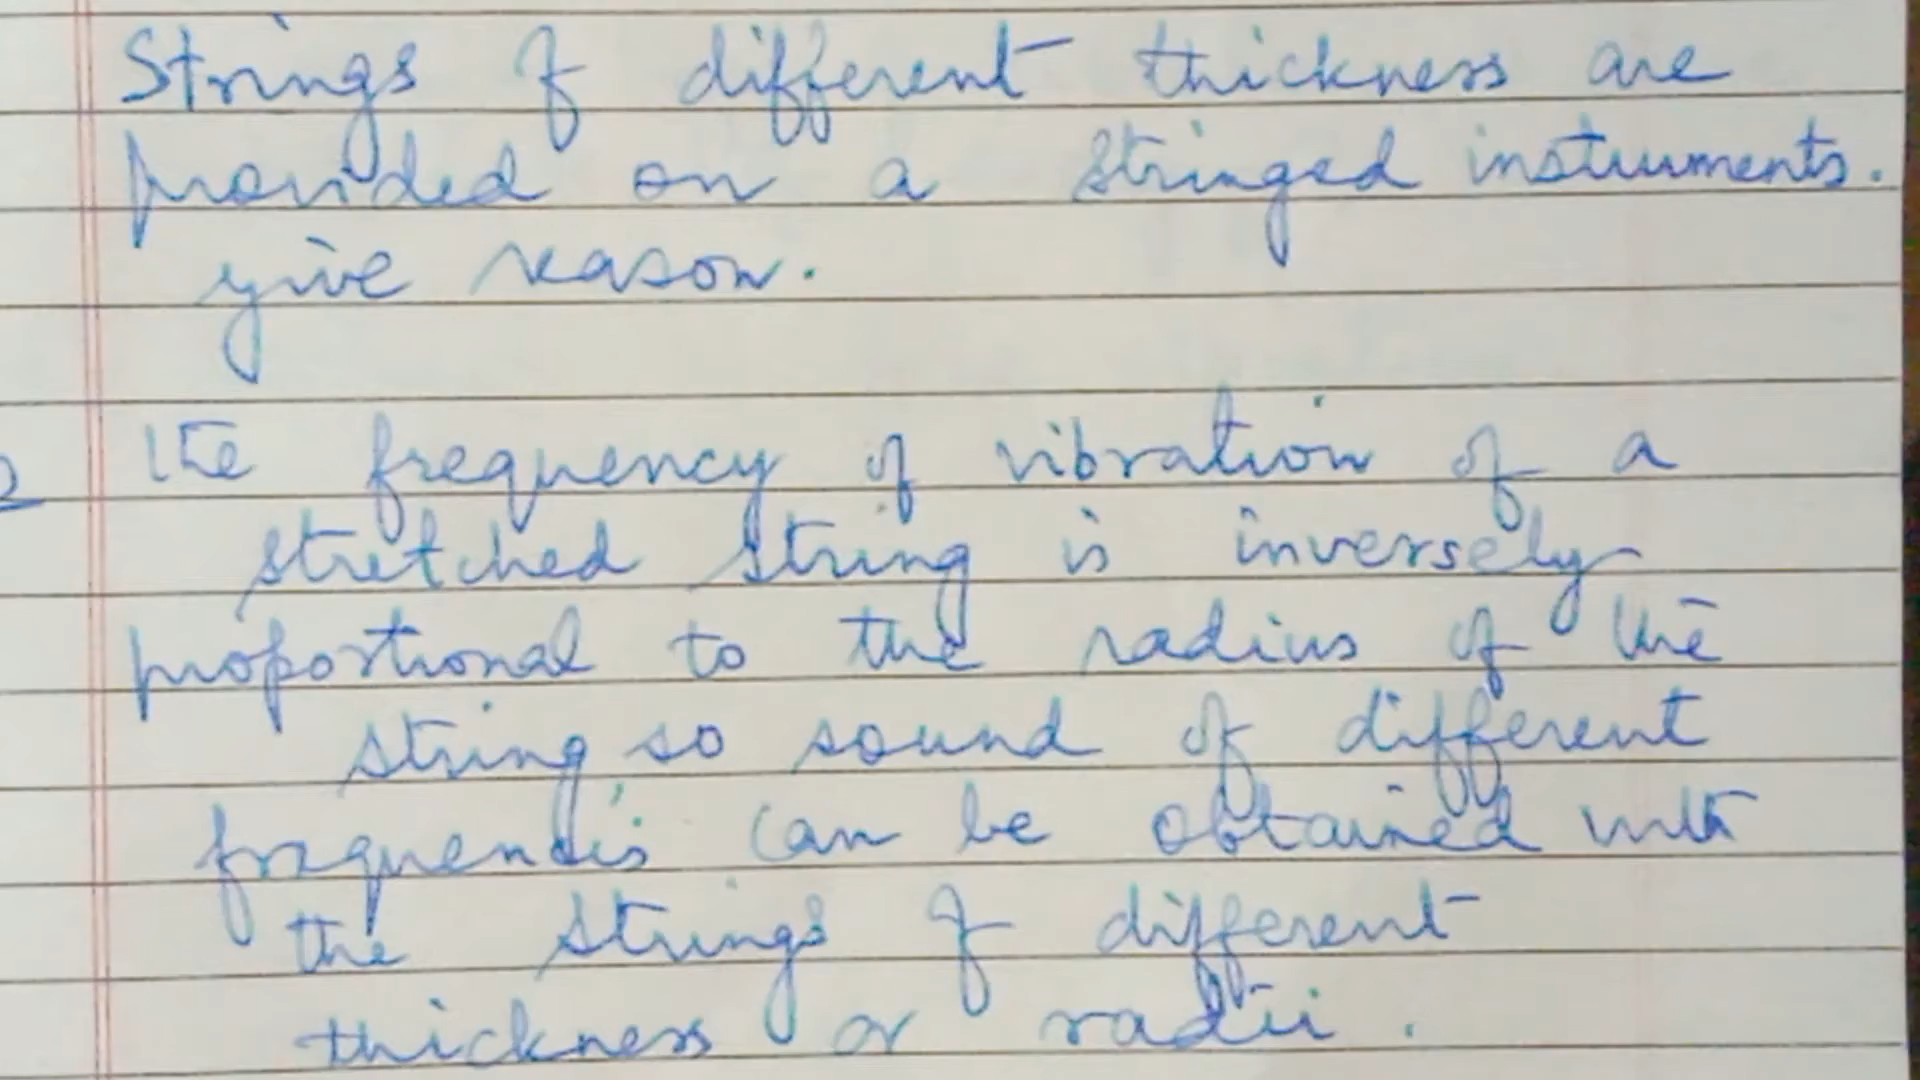 Strings of different thickness are
provided on a stringed instruments.
give reason.
The frequency of vibration of a
stretched string is inversely
proportional to the radius of the
string so sound of different
frequencies can be obtained with
the strings of different
thickness or radii.